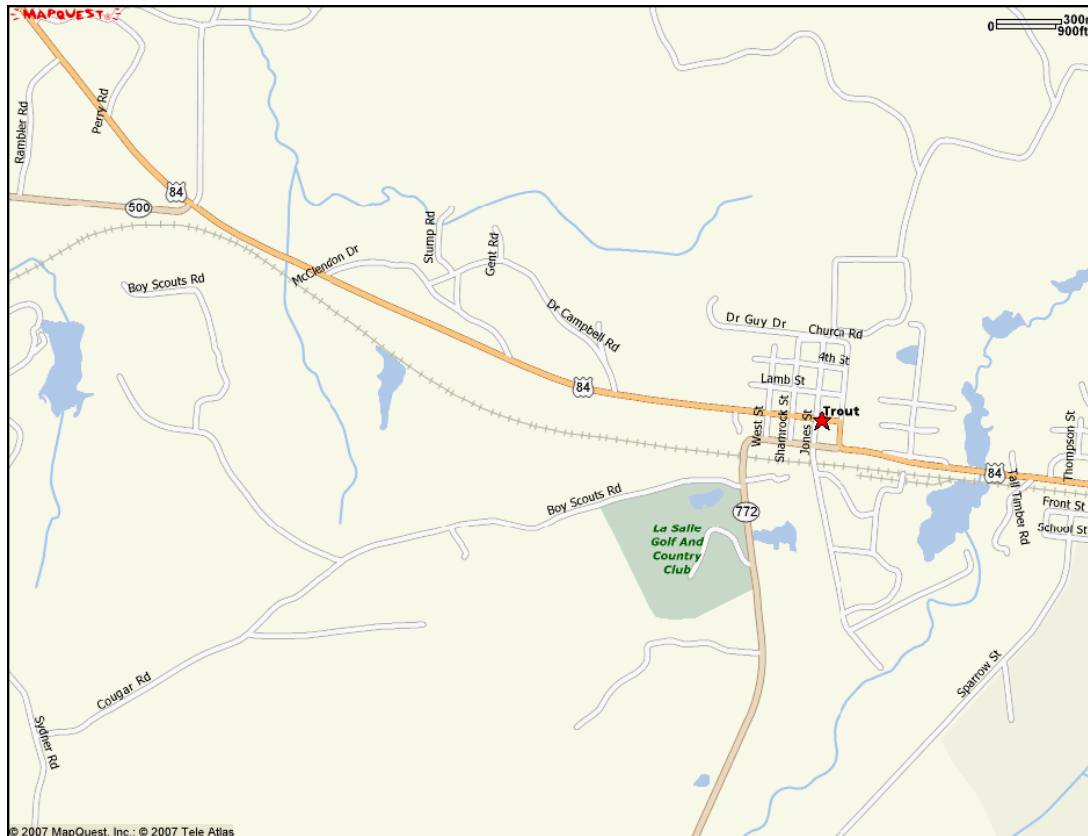 MAPQUEST
0 300m
900ft
Rambler Rd
Perry Rd
84
500
McClendon Dr
Stump Rd
Gent Rd
Boy Scouts Rd
Dr Campbell Rd
Dr Guy Dr
Church Rd
4th St
Lamb St
84
West St
Shamrock St
Jones St
Trout
Thompson St
84
Tall Timber Rd
Front St
School St
Boy Scouts Rd
772
La Salle
Golf And
Country
Club
Sparrow St
Cougar Rd
Sydner Rd
© 2007 MapQuest, Inc.; © 2007 Tele Atlas